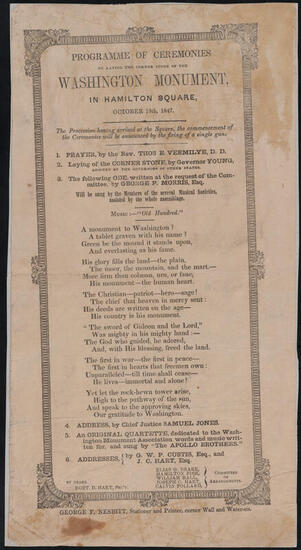 PROGRAMME OF CEREMONIES
ON LAYING THE CORNER STONE OF THE
WASHINGTON MONUMENT,
IN HAMILTON SQUARE,
OCTOBER 19th, 1847.
The Procession having arrived at the Square, the commencement of
the Ceremonies will be announced by the firing of a single gun:
1. PRAYER, by the Rev. THOS E. VERMILYE, D. D.
2. Laying of the CORNER STONE, by Governor YOUNG,
ASSISTED BY THE GOVERNORS OF OTHER STATES.
3. The following ODE, written at the request of the Committee, by GEORGE P. MORRIS, Esq.
Will be sung by the Members of the several Musical Societies,
assisted by the whole assemblage.
MUSIC:—"Old Hundred."
A monument to Washington?
A tablet graven with his name?
Green be the mound it stands upon,
And everlasting as his fame.
His glory fills the land—the plain,
The moor, the mountain, and the mart—
More firm than column, urn, or fane,
His monument—the human heart.
The Christian—patriot—hero—sage!
The chief that heaven in mercy sent:
His deeds are written on the age—
His country is his monument.
"The sword of Gideon and the Lord,"
Was mighty in his mighty hand—
The God who guided, he adored,
And, with His blessing, freed the land.
The first in war—the first in peace—
The first in hearts that freemen own:
Unparalleled—till time shall cease—
He lives—immortal and alone!
Yet let the rock-hewn tower arise,
High to the pathway of the sun,
And speak to the approving skies,
Our gratitude to Washington.
4. ADDRESS, by Chief Justice SAMUEL JONES.
5. An ORIGINAL QUARTETTE, dedicated to the Washington Monument Association, words and music written for, and sung by "The APOLLO BROTHERS."
6. ADDRESSES, by G. W. P. CUSTIS, Esq., and
J. C. HART, Esq.
ELIAS G. DRAKE,
HAMILTON FISH,
WILLIAM HALL,
JOSEPH C. HART,
CALVIN POLLARD,
COMMITTEE
OF
ARRANGEMENTS.
BY ORDER.
ROBT. D. HART, Sec'y.
GEORGE F. NESBITT, Stationer and Printer, corner Wall and Water-sts.